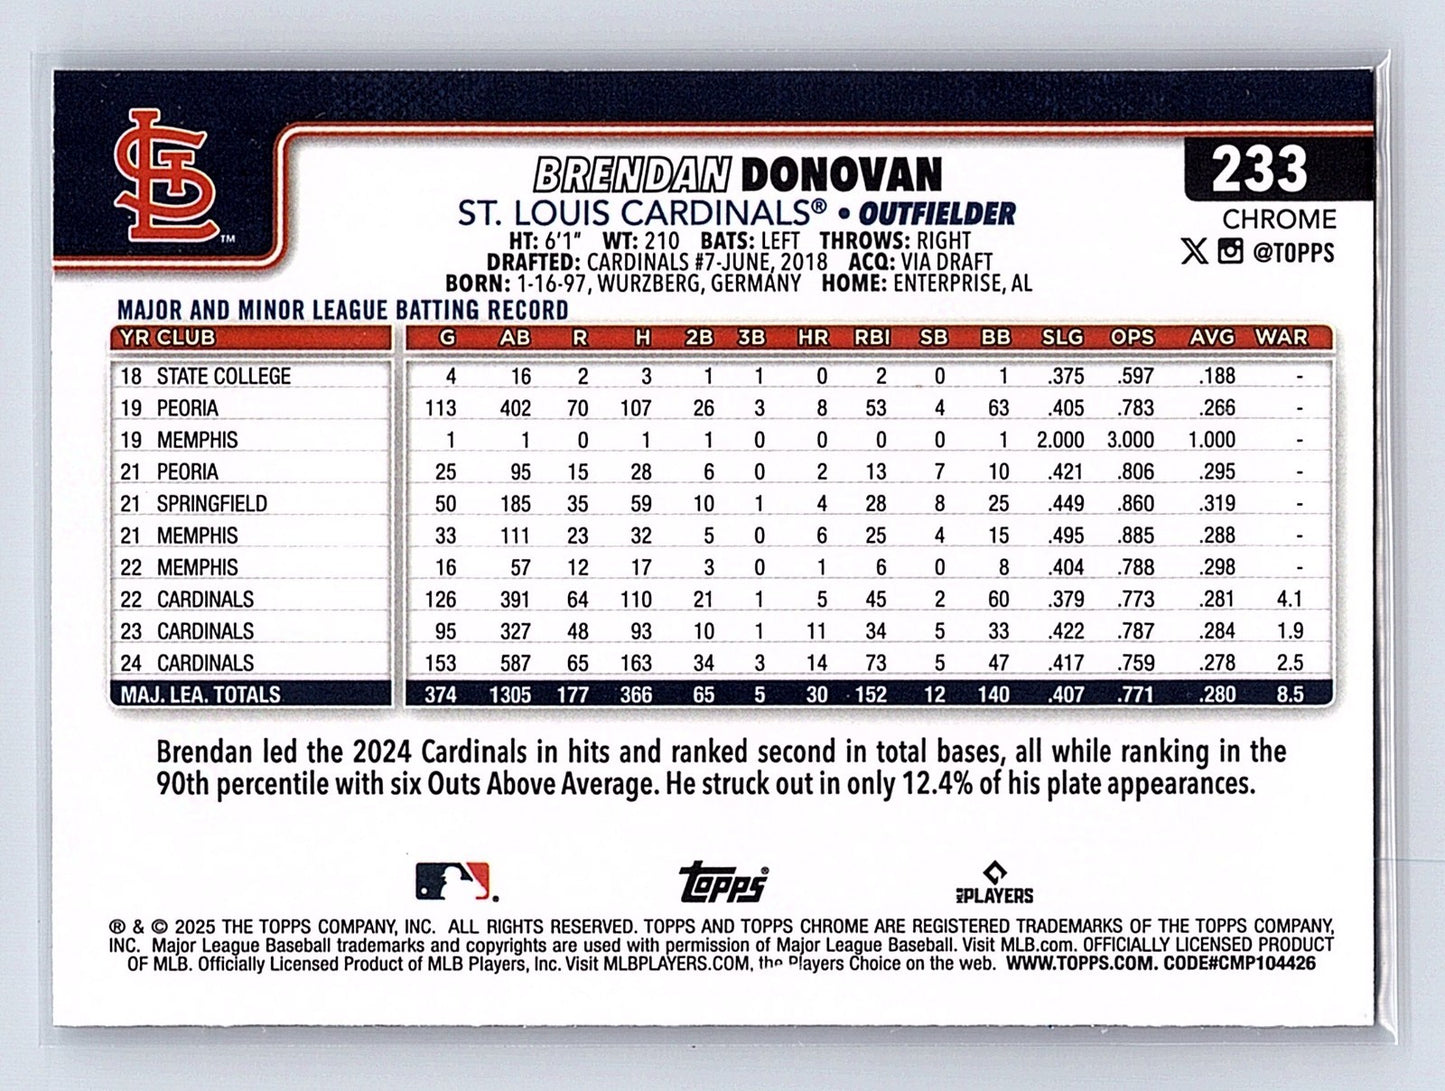 STL™
BRENDAN DONOVAN
233
ST. LOUIS CARDINALS® • OUTFIELDER
CHROME
HT: 6'1" WT: 210 BATS: LEFT THROWS: RIGHT
@TOPPS
DRAFTED: CARDINALS #7-JUNE, 2018 ACQ: VIA DRAFT
BORN: 1-16-97, WURZBERG, GERMANY HOME: ENTERPRISE, AL
MAJOR AND MINOR LEAGUE BATTING RECORD
YR CLUB G AB R H 2B 3B HR RBI SB BB SLG OPS AVG WAR
18 STATE COLLEGE 4 16 2 3 1 1 0 2 0 1 .375 .597 .188 -
19 PEORIA 113 402 70 107 26 3 8 53 4 63 .405 .783 .266 -
19 MEMPHIS 1 1 0 1 1 0 0 0 0 1 2.000 3.000 1.000 -
21 PEORIA 25 95 15 28 6 0 2 13 7 10 .421 .806 .295 -
21 SPRINGFIELD 50 185 35 59 10 1 4 28 8 25 .449 .860 .319 -
21 MEMPHIS 33 111 23 32 5 0 6 25 4 15 .495 .885 .288 -
22 MEMPHIS 16 57 12 17 3 0 1 6 0 8 .404 .788 .298 -
22 CARDINALS 126 391 64 110 21 1 5 45 2 60 .379 .773 .281 4.1
23 CARDINALS 95 327 48 93 10 1 11 34 5 33 .422 .787 .284 1.9
24 CARDINALS 153 587 65 163 34 3 14 73 5 47 .417 .759 .278 2.5
MAJ. LEA. TOTALS 374 1305 177 366 65 5 30 152 12 140 .407 .771 .280 8.5
Brendan led the 2024 Cardinals in hits and ranked second in total bases, all while ranking in the
90th percentile with six Outs Above Average. He struck out in only 12.4% of his plate appearances.
topps® MLB PLAYERS
® & © 2025 THE TOPPS COMPANY, INC. ALL RIGHTS RESERVED. TOPPS AND TOPPS CHROME ARE REGISTERED TRADEMARKS OF THE TOPPS COMPANY,
INC. Major League Baseball trademarks and copyrights are used with permission of Major League Baseball. Visit MLB.com. OFFICIALLY LICENSED PRODUCT
OF MLB. Officially Licensed Product of MLB Players, Inc. Visit MLBPLAYERS.COM, the Players Choice on the web. WWW.TOPPS.COM. CODE#CMP104426